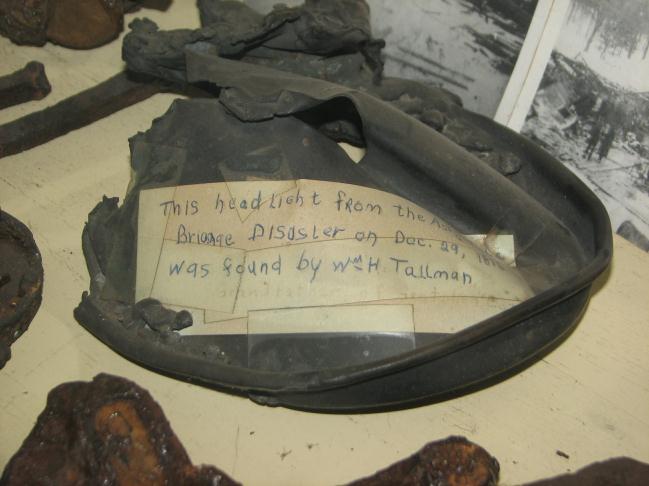 This headlight from the
Bridge Disaster on Dec. 29,
was found by Wm H Tallman